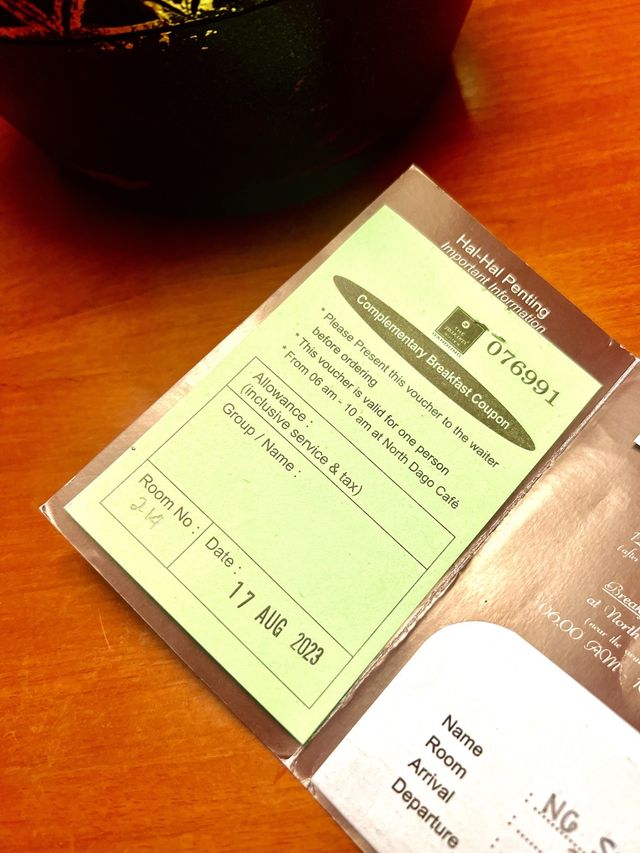 Hal-Hal Penting
Important Information
076991
Complementary Breakfast Coupon
* Please Present this voucher to the waiter
before ordering
* This voucher is valid for one person
* From 06 am - 10 am at North Dago Café
Allowance :
(inclusive service & tax)
Group / Name :
Room No :
214
Date :
17 AUG 2023
at North
Name
: NG S
Room
:
Arrival
Departure